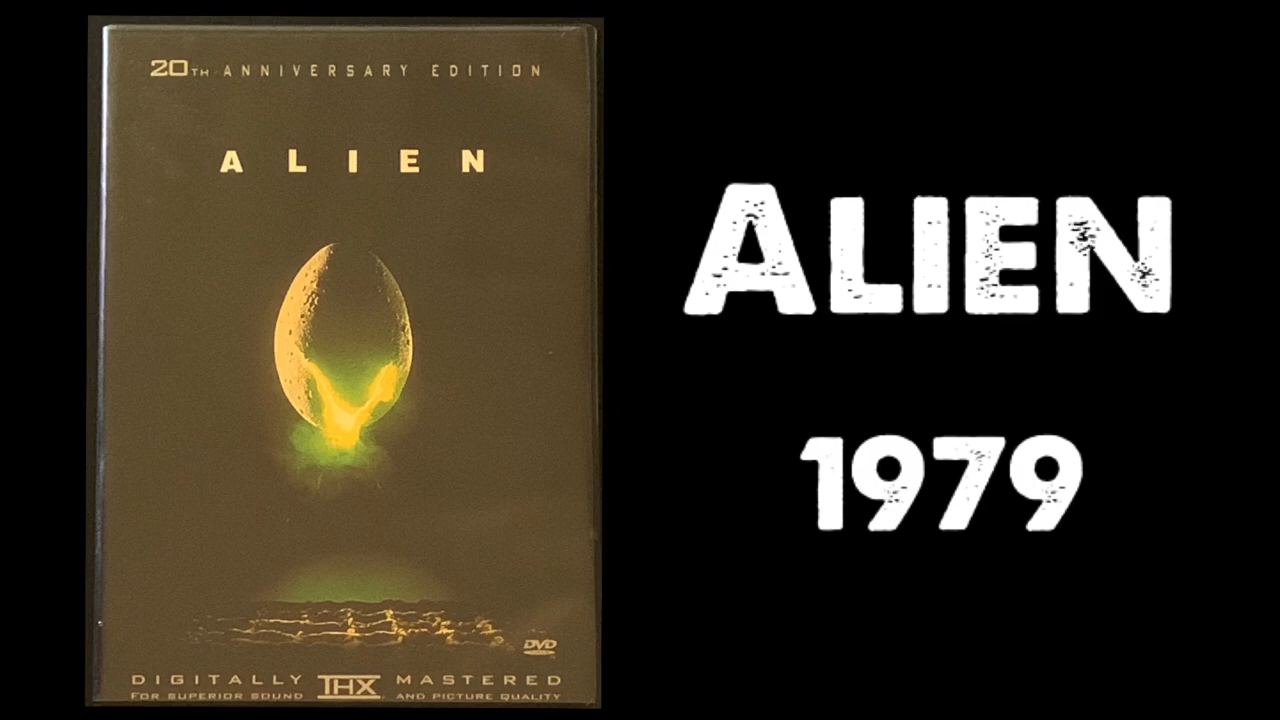 20TH ANNIVERSARY EDITION
ALIEN
DVD
DIGITALLY THX MASTERED
FOR SUPERIOR SOUND AND PICTURE QUALITY
ALIEN
1979